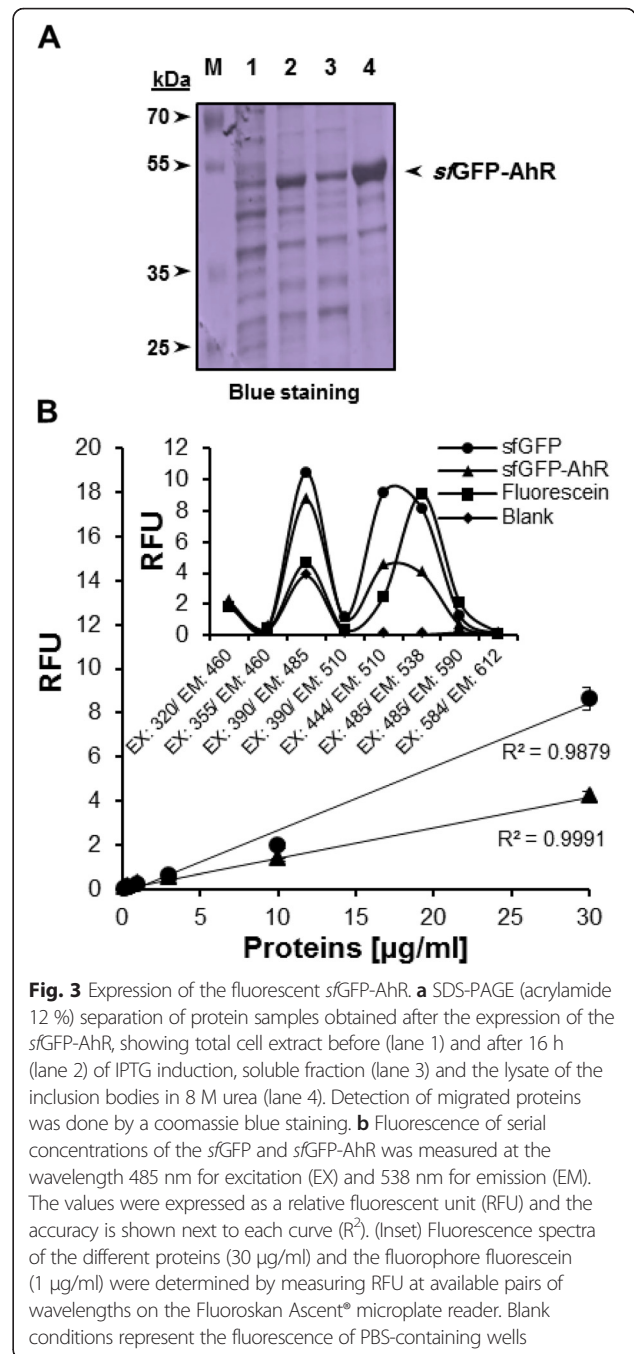 A
kDa M 1 2 3 4
70
55
sfGFP-AhR
35
25
Blue staining
B
20
18
16
14
12
10
8
6
4
2
0
RFU
12
10
8
6
4
2
0
RFU
sfGFP
sfGFP-AhR
Fluorescein
Blank
EX: 320/ EM: 460
EX: 355/ EM: 460
EX: 390/ EM: 485
EX: 390/ EM: 510
EX: 444/ EM: 510
EX: 485/ EM: 538
EX: 485/ EM: 590
EX: 584/ EM: 612
R² = 0.9879
R² = 0.9991
0 5 10 15 20 25 30
Proteins [µg/ml]
Fig. 3 Expression of the fluorescent sfGFP-AhR. a SDS-PAGE (acrylamide
12 %) separation of protein samples obtained after the expression of the
sfGFP-AhR, showing total cell extract before (lane 1) and after 16 h
(lane 2) of IPTG induction, soluble fraction (lane 3) and the lysate of the
inclusion bodies in 8 M urea (lane 4). Detection of migrated proteins
was done by a coomassie blue staining. b Fluorescence of serial
concentrations of the sfGFP and sfGFP-AhR was measured at the
wavelength 485 nm for excitation (EX) and 538 nm for emission (EM).
The values were expressed as a relative fluorescent unit (RFU) and the
accuracy is shown next to each curve (R²). (Inset) Fluorescence spectra
of the different proteins (30 µg/ml) and the fluorophore fluorescein
(1 µg/ml) were determined by measuring RFU at available pairs of
wavelengths on the Fluoroskan Ascent® microplate reader. Blank
conditions represent the fluorescence of PBS-containing wells